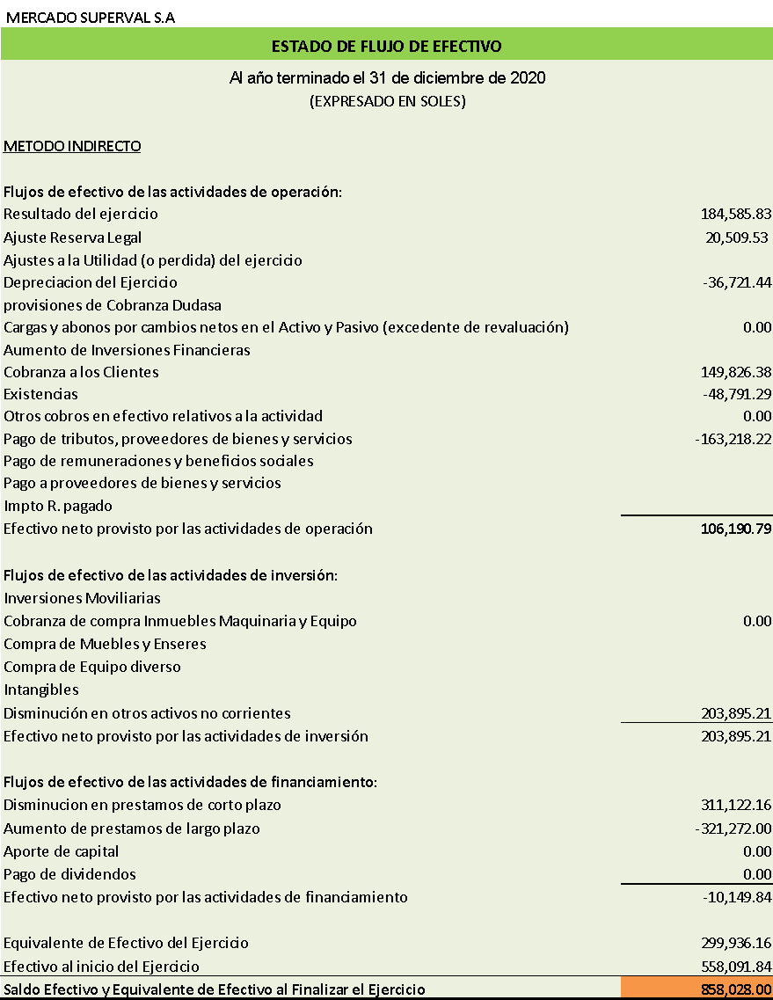 MERCADO SUPERVAL S.A
ESTADO DE FLUJO DE EFECTIVO
Al año terminado el 31 de diciembre de 2020
(EXPRESADO EN SOLES)
METODO INDIRECTO
Flujos de efectivo de las actividades de operación:
Resultado del ejercicio 184,585.83
Ajuste Reserva Legal 20,509.53
Ajustes a la Utilidad (o perdida) del ejercicio
Depreciacion del Ejercicio -36,721.44
provisiones de Cobranza Dudasa
Cargas y abonos por cambios netos en el Activo y Pasivo (excedente de revaluación) 0.00
Aumento de Inversiones Financieras
Cobranza a los Clientes 149,826.38
Existencias -48,791.29
Otros cobros en efectivo relativos a la actividad 0.00
Pago de tributos, proveedores de bienes y servicios -163,218.22
Pago de remuneraciones y beneficios sociales
Pago a proveedores de bienes y servicios
Impto R. pagado
Efectivo neto provisto por las actividades de operación 106,190.79
Flujos de efectivo de las actividades de inversión:
Inversiones Moviliarias
Cobranza de compra Inmuebles Maquinaria y Equipo 0.00
Compra de Muebles y Enseres
Compra de Equipo diverso
Intangibles
Disminución en otros activos no corrientes 203,895.21
Efectivo neto provisto por las actividades de inversión 203,895.21
Flujos de efectivo de las actividades de financiamiento:
Disminucion en prestamos de corto plazo 311,122.16
Aumento de prestamos de largo plazo -321,272.00
Aporte de capital 0.00
Pago de dividendos 0.00
Efectivo neto provisto por las actividades de financiamiento -10,149.84
Equivalente de Efectivo del Ejercicio 299,936.16
Efectivo al inicio del Ejercicio 558,091.84
Saldo Efectivo y Equivalente de Efectivo al Finalizar el Ejercicio 858,028.00